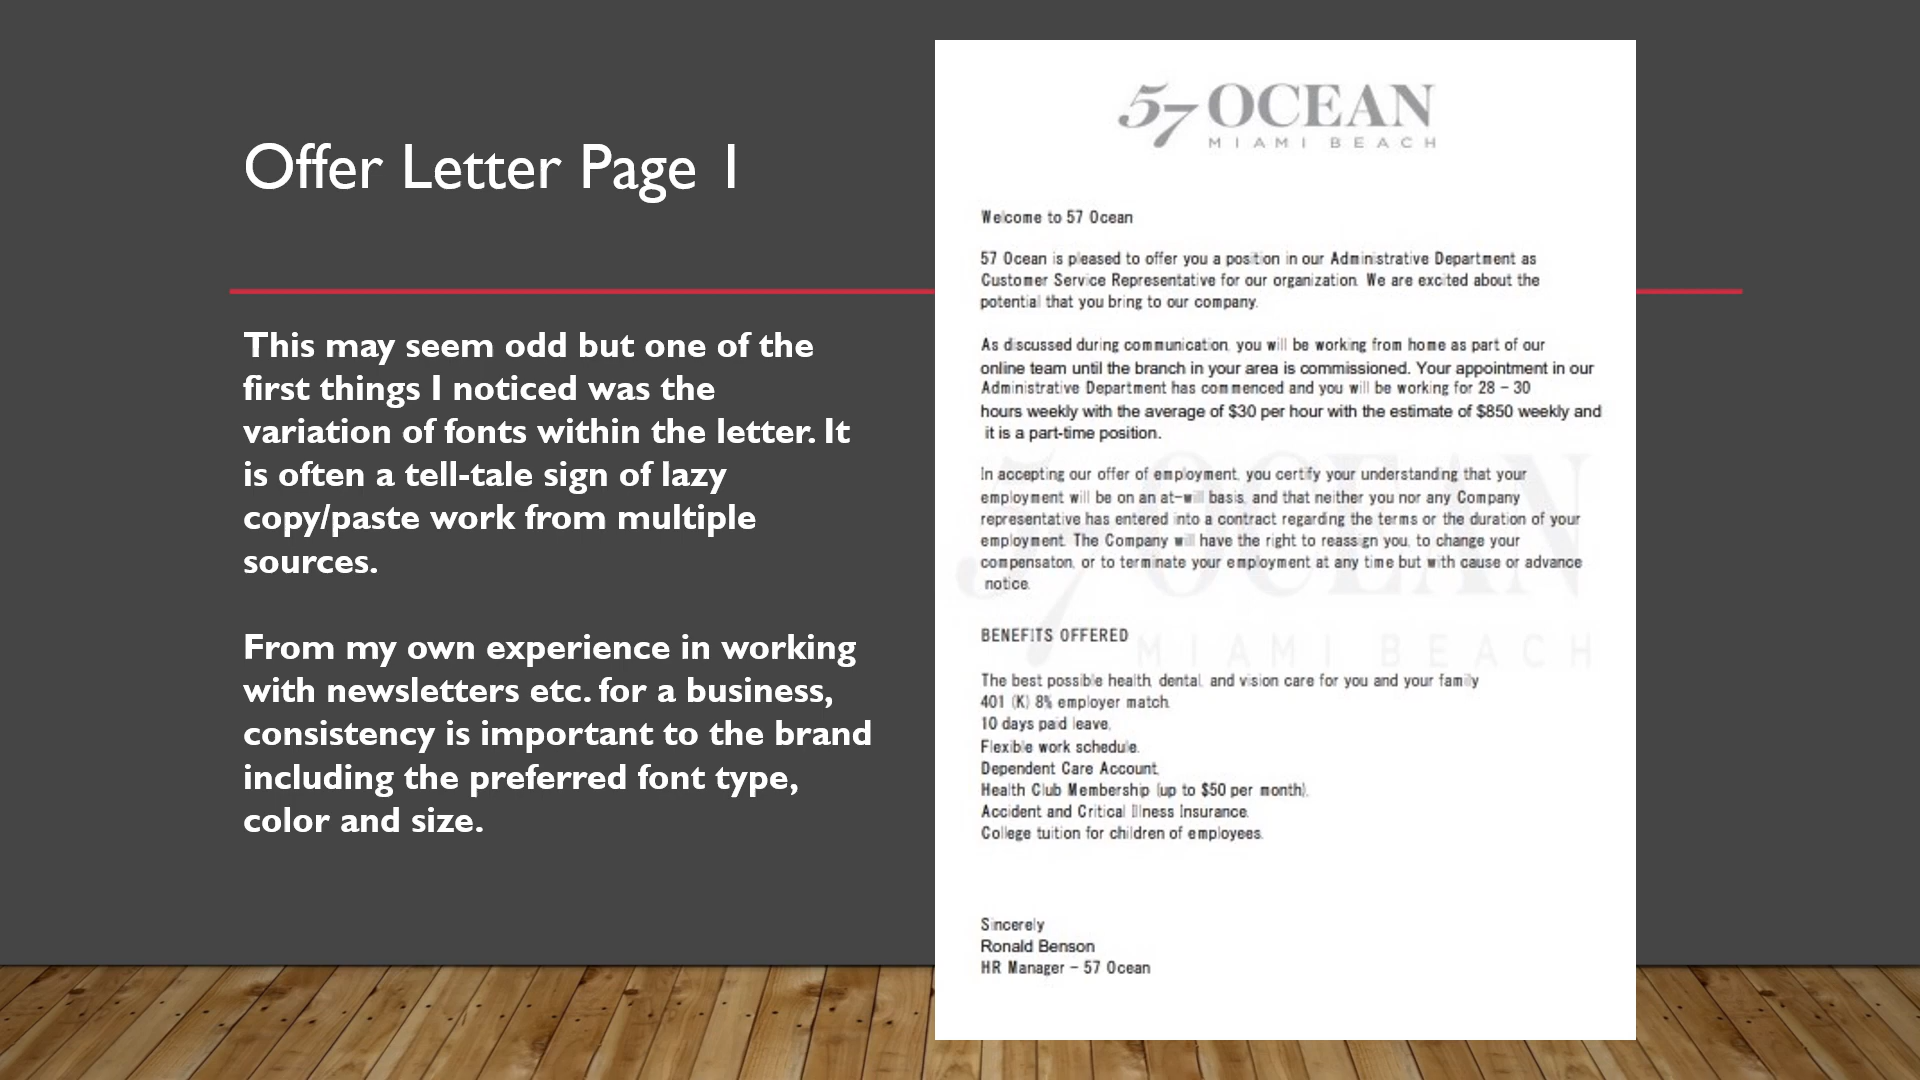 Offer Letter Page 1
This may seem odd but one of the
first things I noticed was the
variation of fonts within the letter. It
is often a tell-tale sign of lazy
copy/paste work from multiple
sources.
From my own experience in working
with newsletters etc. for a business,
consistency is important to the brand
including the preferred font type,
color and size.
57 OCEAN
MIAMI BEACH
Welcome to 57 Ocean
57 Ocean is pleased to offer you a position in our Administrative Department as
Customer Service Representative for our organization. We are excited about the
potential that you bring to our company.
As discussed during communication, you will be working from home as part of our
online team until the branch in your area is commissioned. Your appointment in our
Administrative Department has commenced and you will be working for 28 – 30
hours weekly with the average of $30 per hour with the estimate of $850 weekly and
it is a part-time position.
In accepting our offer of employment, you certify your understanding that your
employment will be on an at-will basis, and that neither you nor any Company
representative has entered into a contract regarding the terms or the duration of your
employment. The Company will have the right to reassign you, to change your
compensaton, or to terminate your employment at any time but with cause or advance
notice.
57 OCEAN
MIAMI BEACH
BENEFITS OFFERED
The best possible health, dental, and vision care for you and your family
401 (K) 8% employer match.
10 days paid leave.
Flexible work schedule.
Dependent Care Account.
Health Club Membership (up to $50 per month).
Accident and Critical Illness Insurance.
College tuition for children of employees.
Sincerely
Ronald Benson
HR Manager – 57 Ocean